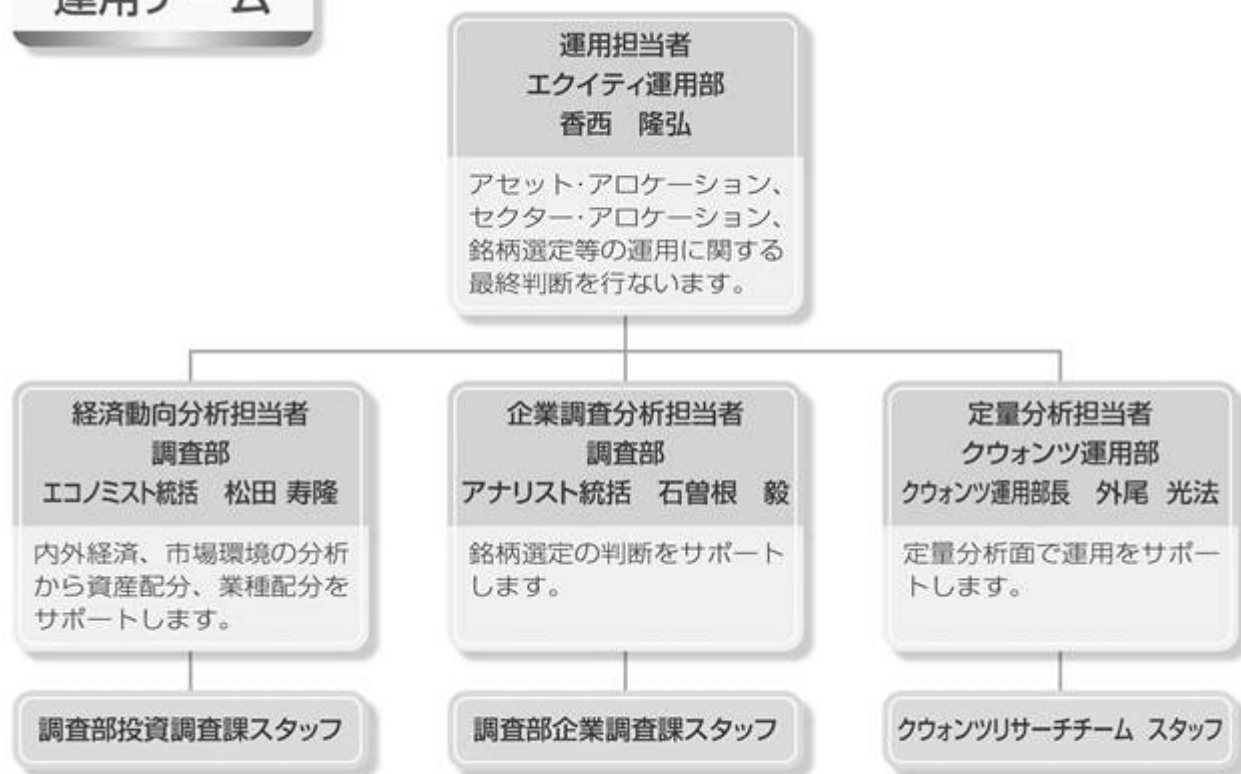 運用チーム
運用担当者
エクイティ運用部
香西　隆弘
アセット・アロケーション、
セクター・アロケーション、
銘柄選定等の運用に関する
最終判断を行ないます。
経済動向分析担当者
調査部
エコノミスト統括　松田 寿隆
内外経済、市場環境の分析
から資産配分、業種配分を
サポートします。
調査部投資調査課スタッフ
企業調査分析担当者
調査部
アナリスト統括　石曽根　毅
銘柄選定の判断をサポート
します。
調査部企業調査課スタッフ
定量分析担当者
クウォンツ運用部
クウォンツ運用部長　外尾　光法
定量分析面で運用をサポー
トします。
クウォンツリサーチチーム スタッフ